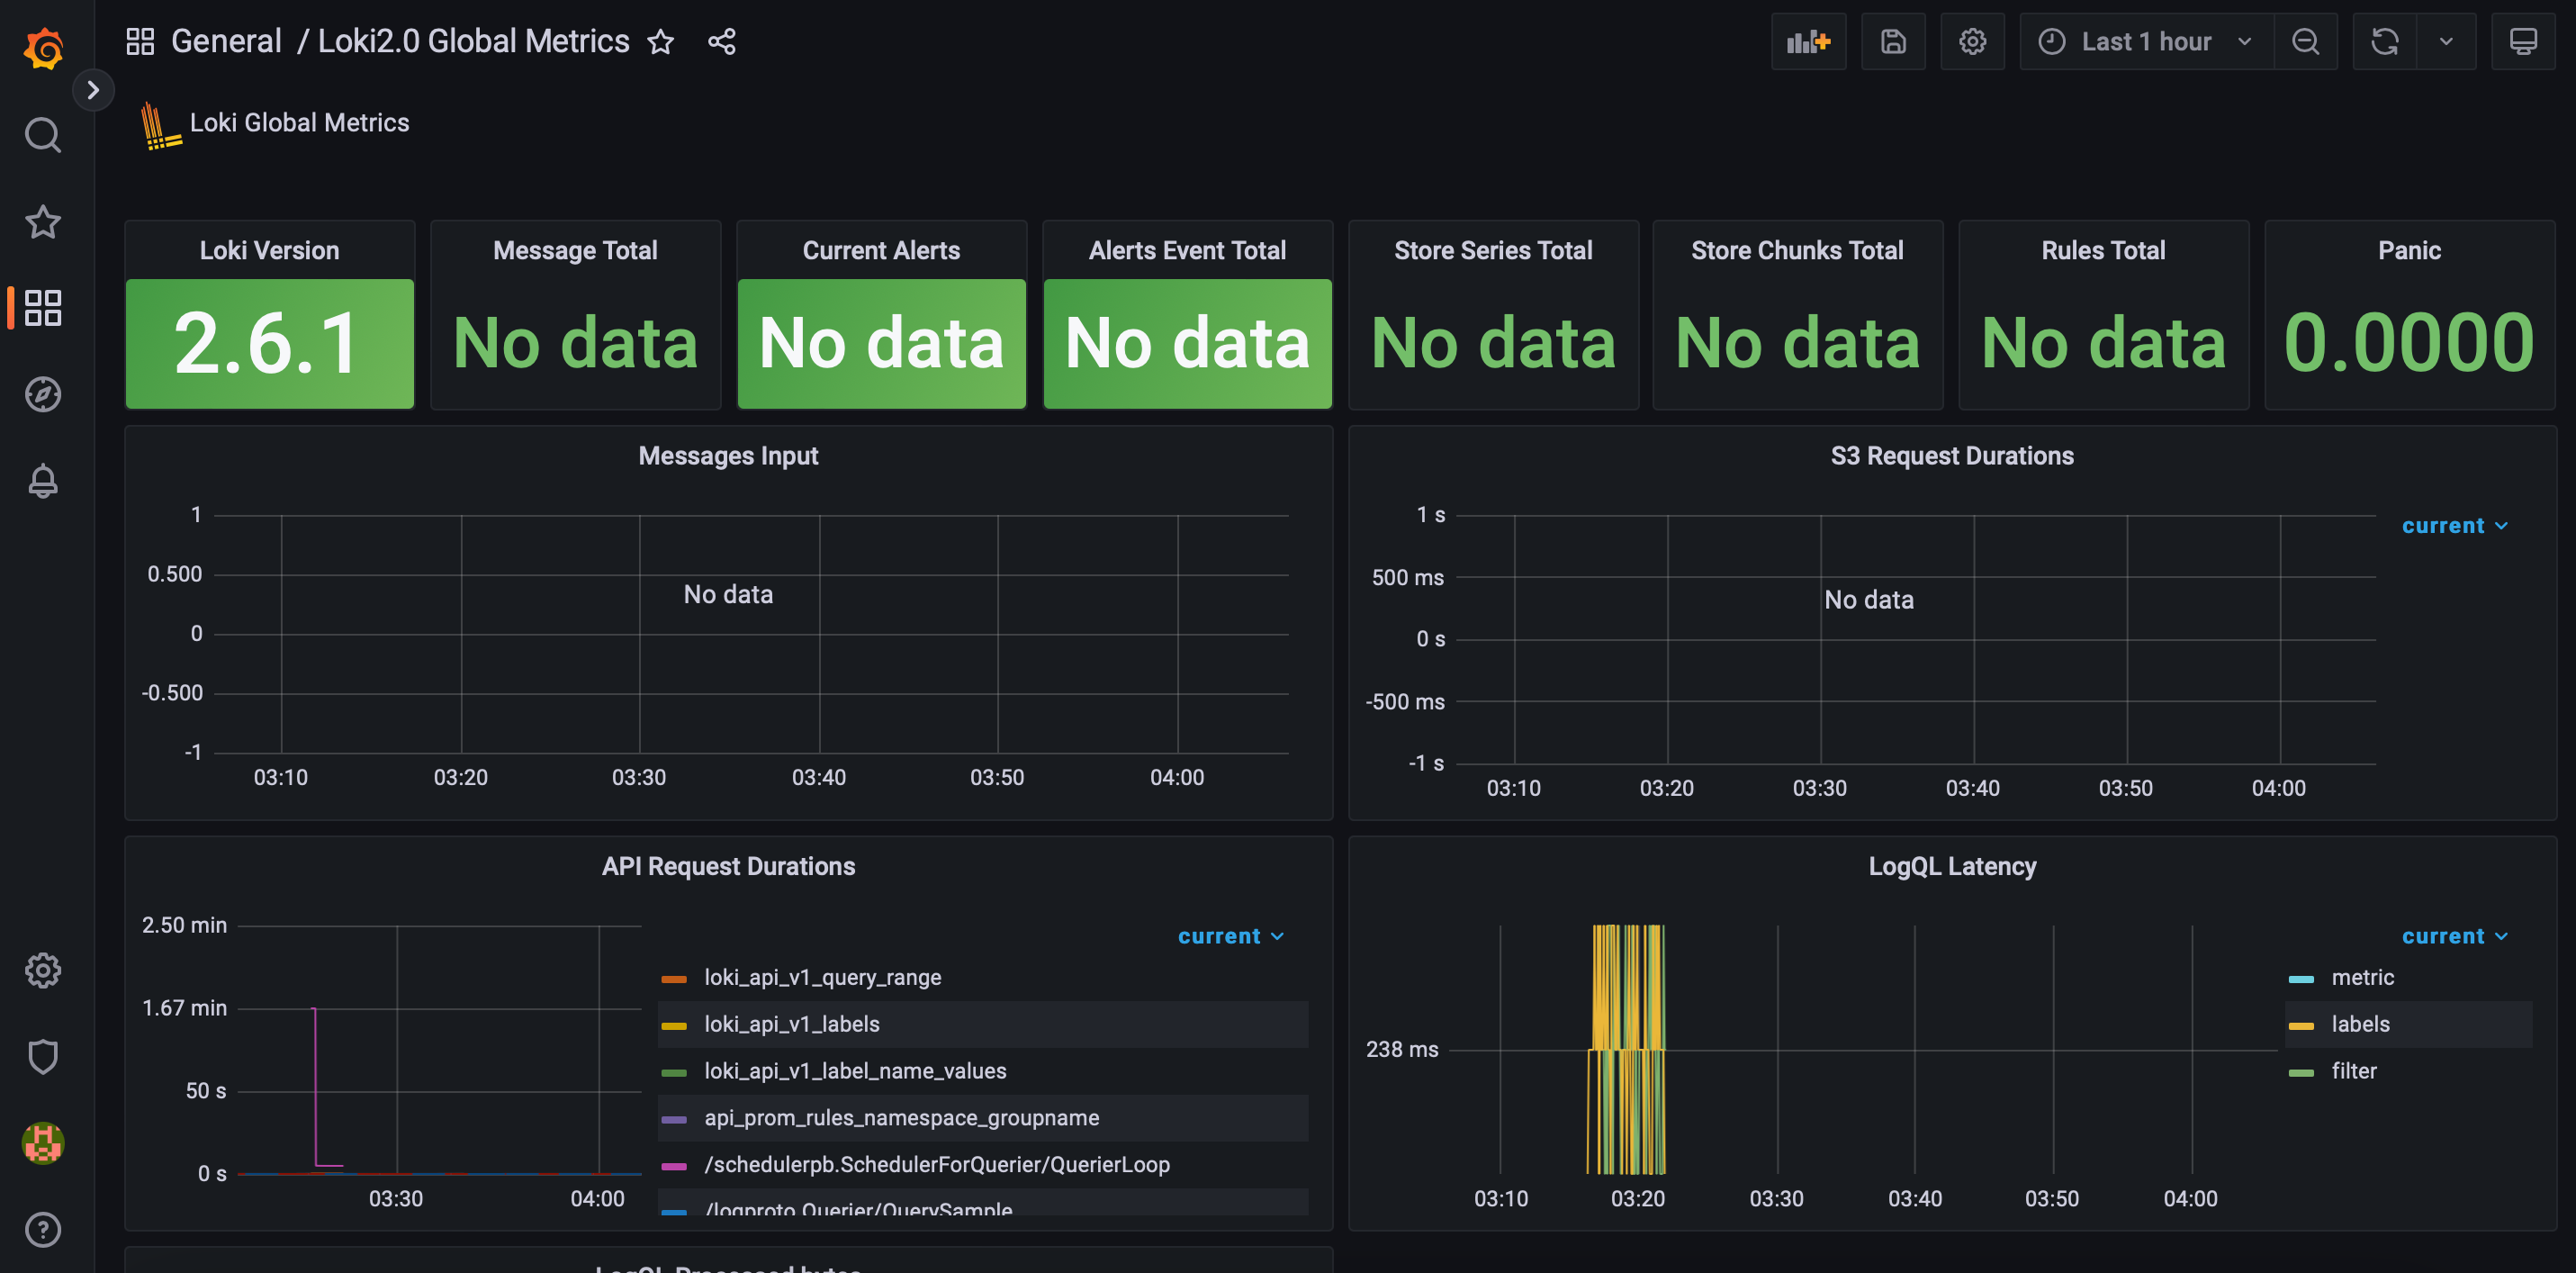 General / Loki2.0 Global Metrics
Last 1 hour
Loki Global Metrics
Loki Version
2.6.1
Message Total
No data
Current Alerts
No data
Alerts Event Total
No data
Store Series Total
No data
Store Chunks Total
No data
Rules Total
No data
Panic
0.0000
Messages Input
1
0.500
0
-0.500
-1
No data
03:10 03:20 03:30 03:40 03:50 04:00
S3 Request Durations
1 s
500 ms
0 s
-500 ms
-1 s
No data
03:10 03:20 03:30 03:40 03:50 04:00
current
API Request Durations
2.50 min
1.67 min
50 s
0 s
03:30 04:00
current
loki_api_v1_query_range
loki_api_v1_labels
loki_api_v1_label_name_values
api_prom_rules_namespace_groupname
/schedulerpb.SchedulerForQuerier/QuerierLoop
/logproto.Querier/QuerySample
LogQL Latency
238 ms
03:10 03:20 03:30 03:40 03:50 04:00
current
metric
labels
filter
LogQL Processed bytes